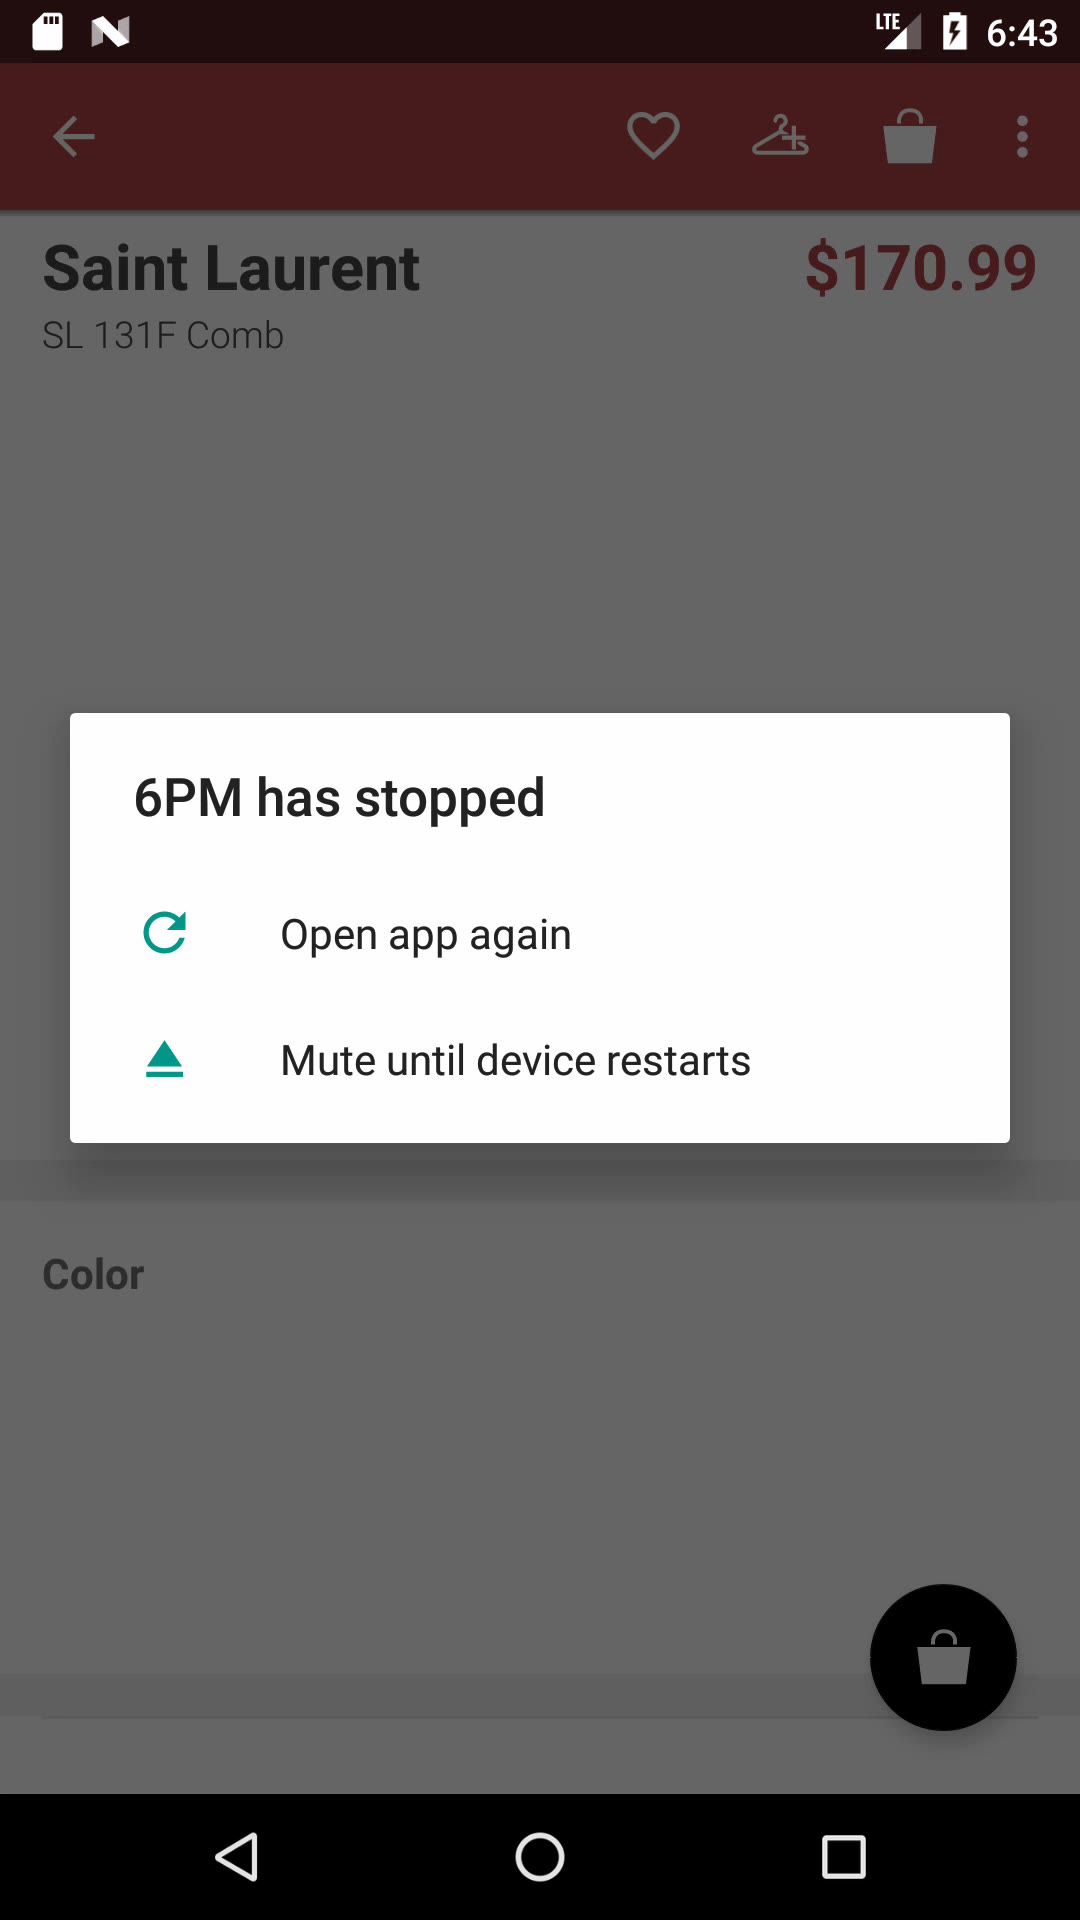 LTE 6:43
Saint Laurent $170.99
SL 131F Comb
6PM has stopped
Open app again
Mute until device restarts
Color